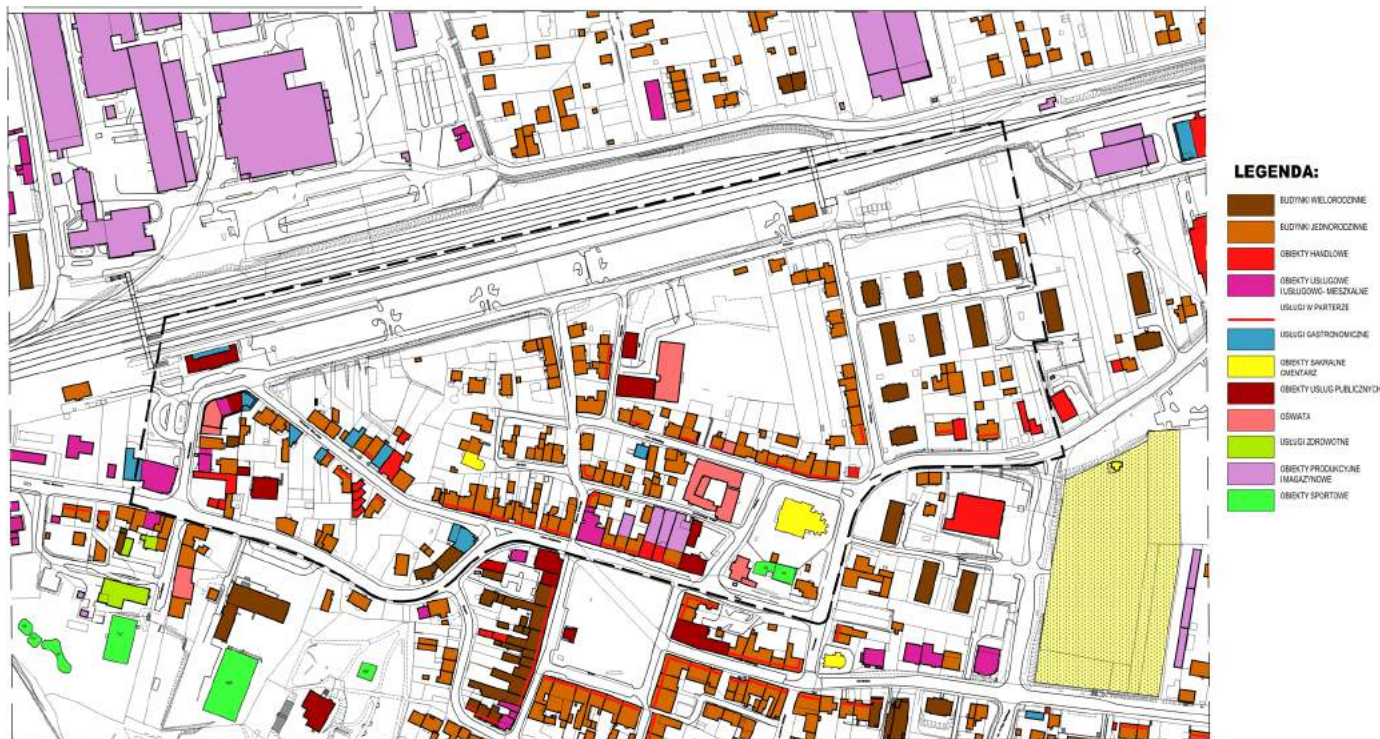 LEGENDA:
BUDYNKI WIELORODZINNE
BUDYNKI JEDNORODZINNE
OBIEKTY HANDLOWE
OBIEKTY USŁUGOWE
I USŁUGOWO- MIESZKALNE
USŁUGI W PARTERZE
USŁUGI GASTRONOMICZNE
OBIEKTY SAKRALNE
CMENTARZ
OBIEKTY USŁUG PUBLICZNYCH
OŚWIATA
USŁUGI ZDROWOTNE
OBIEKTY PRODUKCYJNE
I MAGAZYNOWE
OBIEKTY SPORTOWE